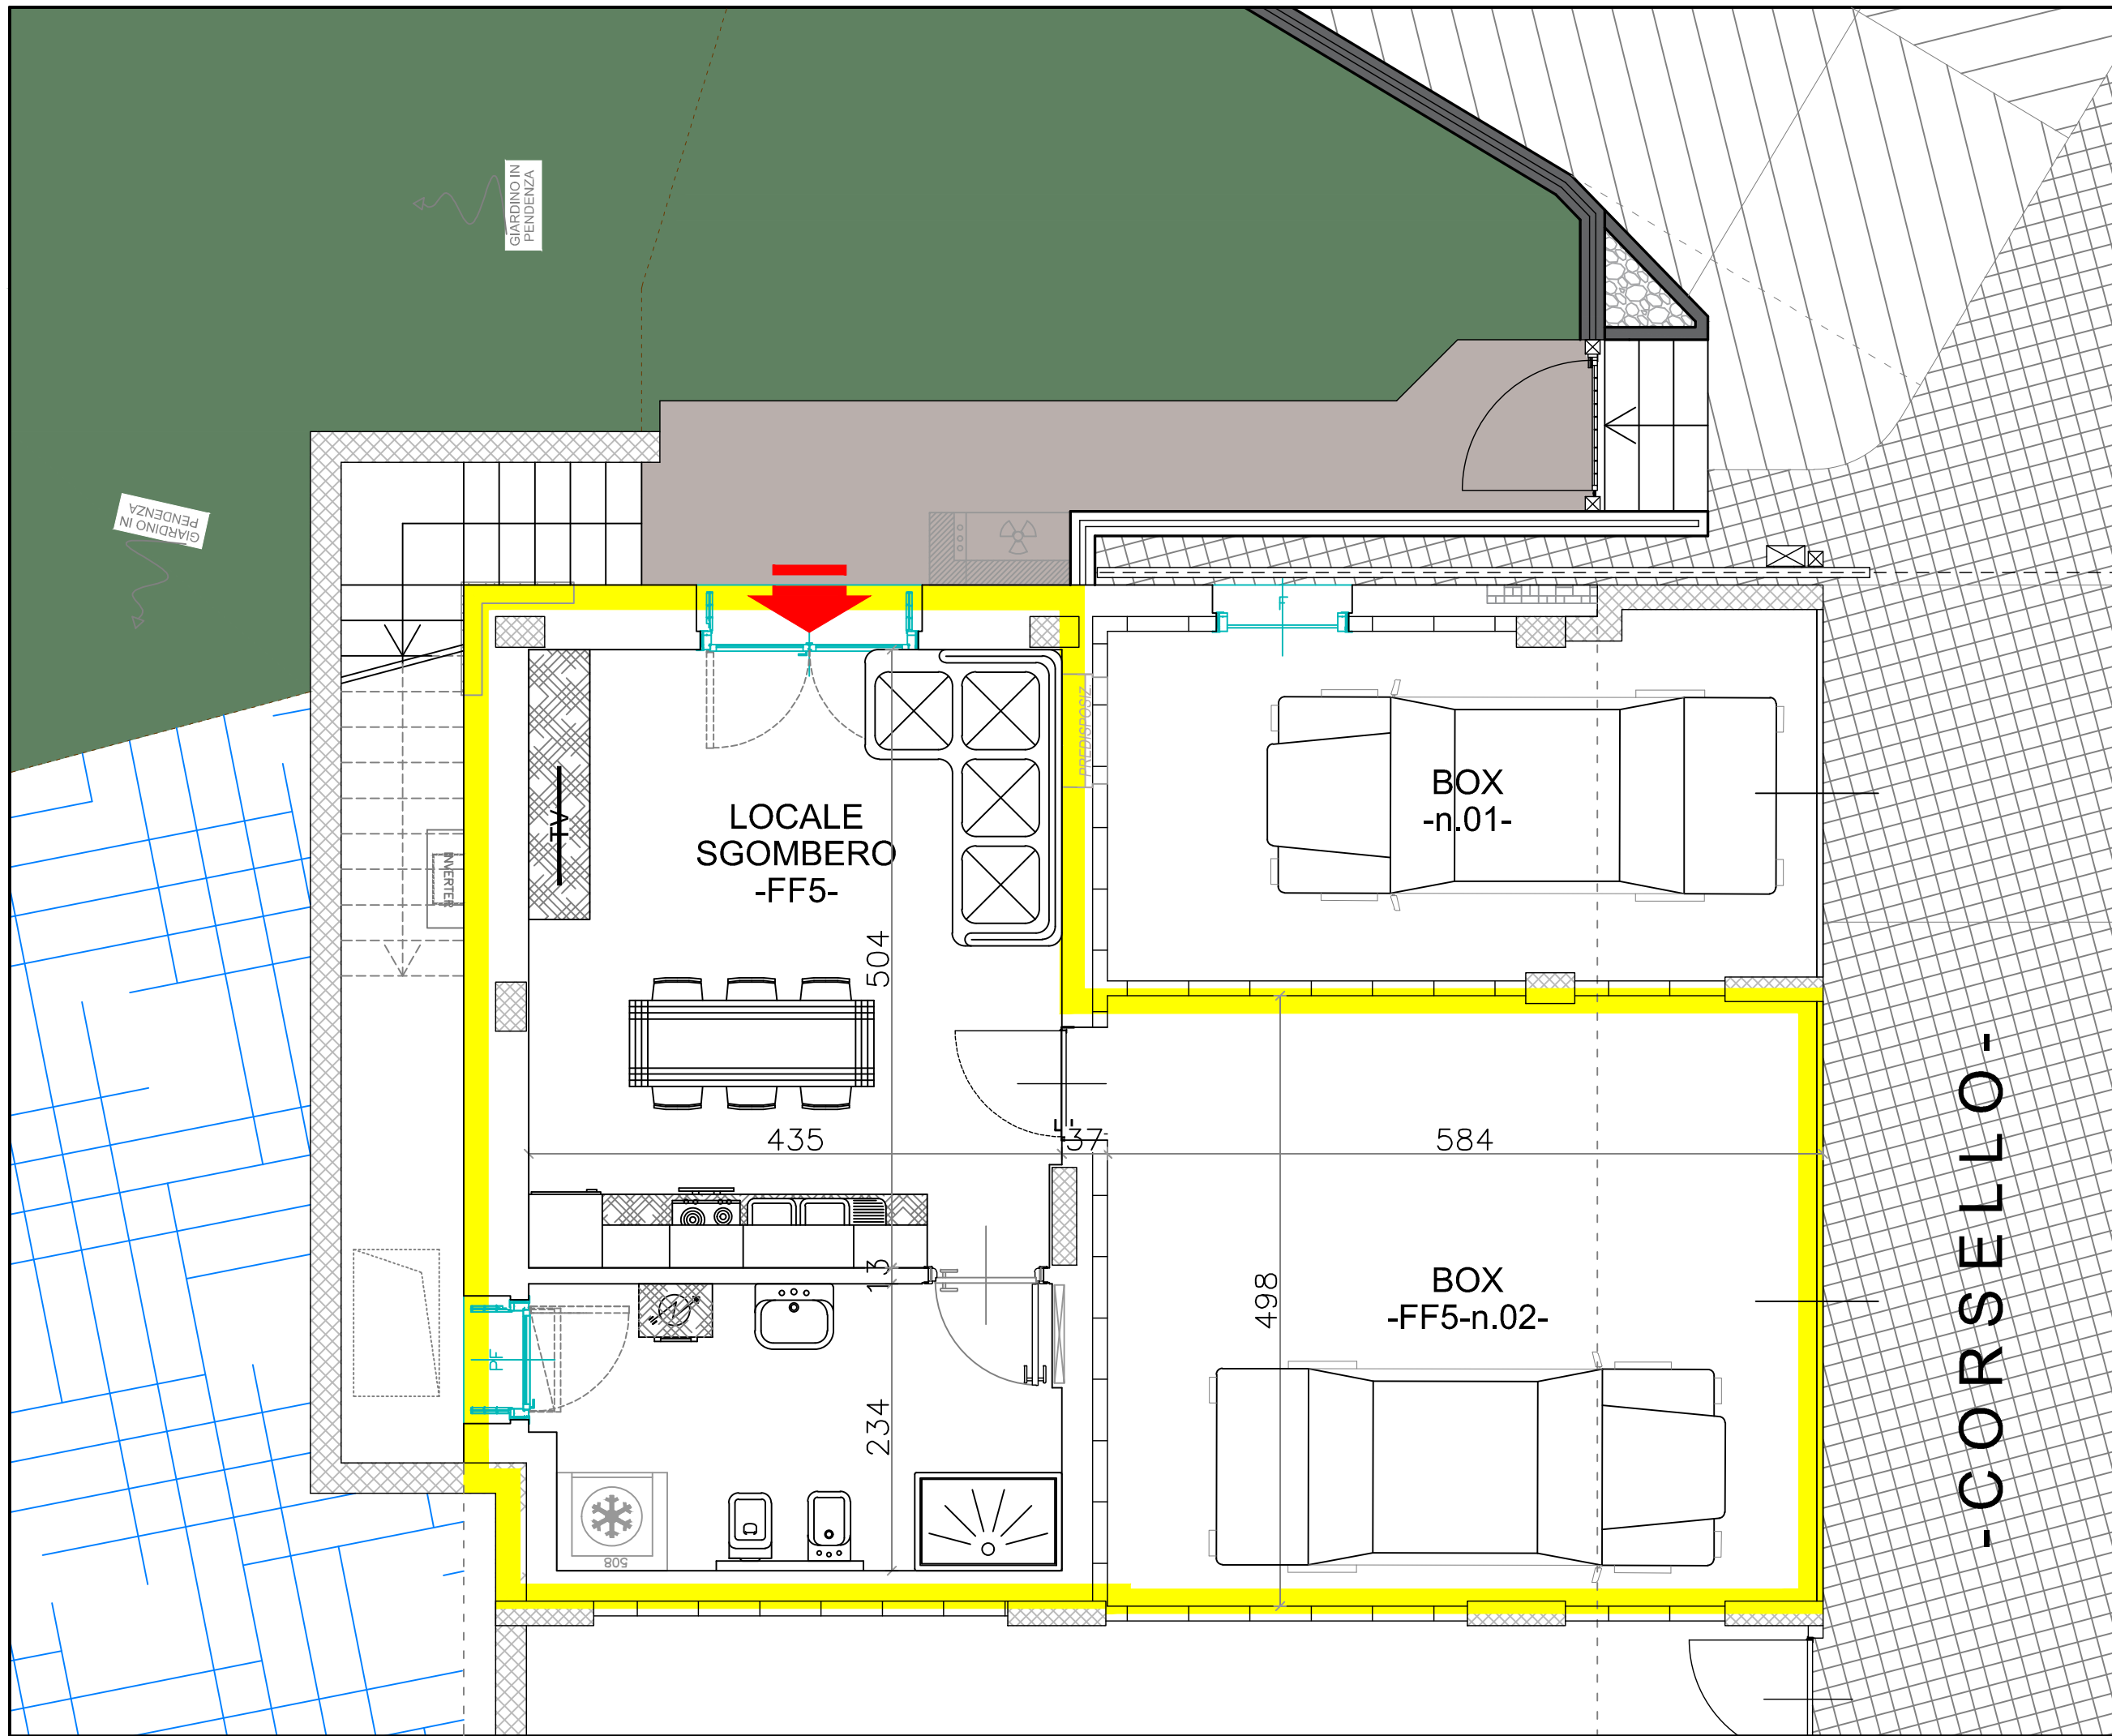 GIARDINO IN
PENDENZA
GIARDINO IN
PENDENZA
F
PREDISPOSIZ.
TV
LOCALE
SGOMBERO
-FF5-
BOX
-n.01-
INVERTER
504
435
37
584
13
498
234
PF
BOX
-FF5-n.02-
508
-CORSELLO-